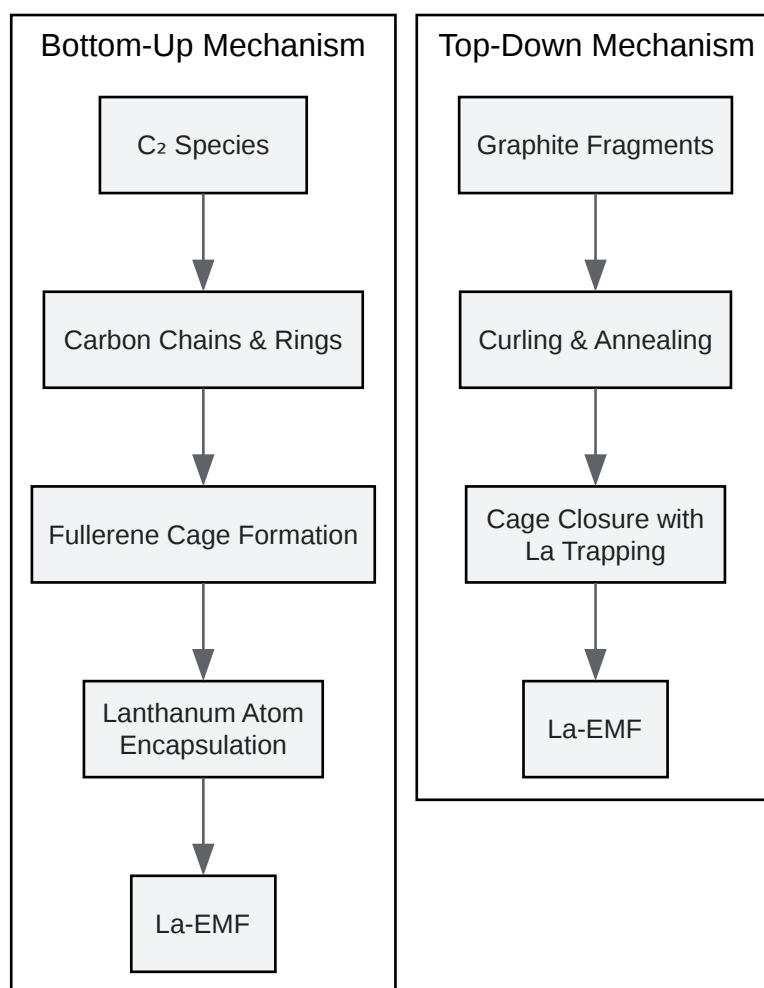 Bottom-Up Mechanism
C₂ Species
Carbon Chains & Rings
Fullerene Cage Formation
Lanthanum Atom
Encapsulation
La-EMF
Top-Down Mechanism
Graphite Fragments
Curling & Annealing
Cage Closure with
La Trapping
La-EMF